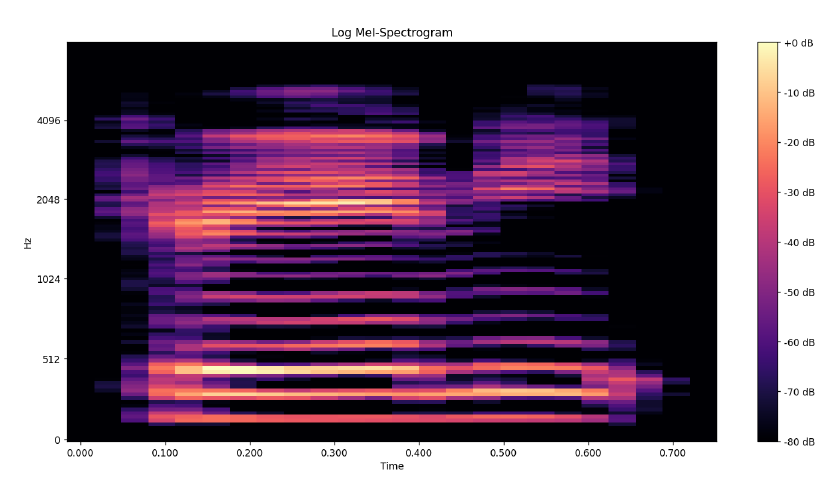 Log Mel-Spectrogram
+0 dB
-10 dB
-20 dB
-30 dB
-40 dB
-50 dB
-60 dB
-70 dB
-80 dB
4096
2048
1024
512
0
Hz
0.000 0.100 0.200 0.300 0.400 0.500 0.600 0.700
Time